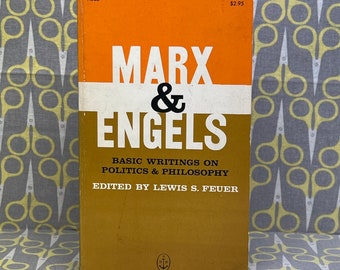 $2.95
MARX
&
ENGELS
BASIC WRITINGS ON
POLITICS & PHILOSOPHY
EDITED BY LEWIS S. FEUER